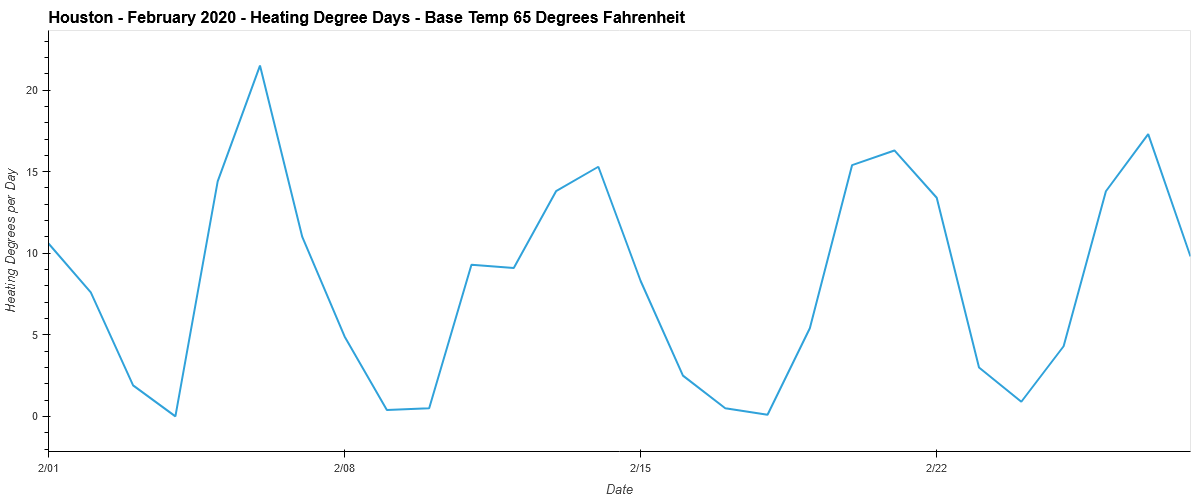 Houston - February 2020 - Heating Degree Days - Base Temp 65 Degrees Fahrenheit
Heating Degrees per Day
20
15
10
5
0
2/01 2/08 2/15 2/22
Date